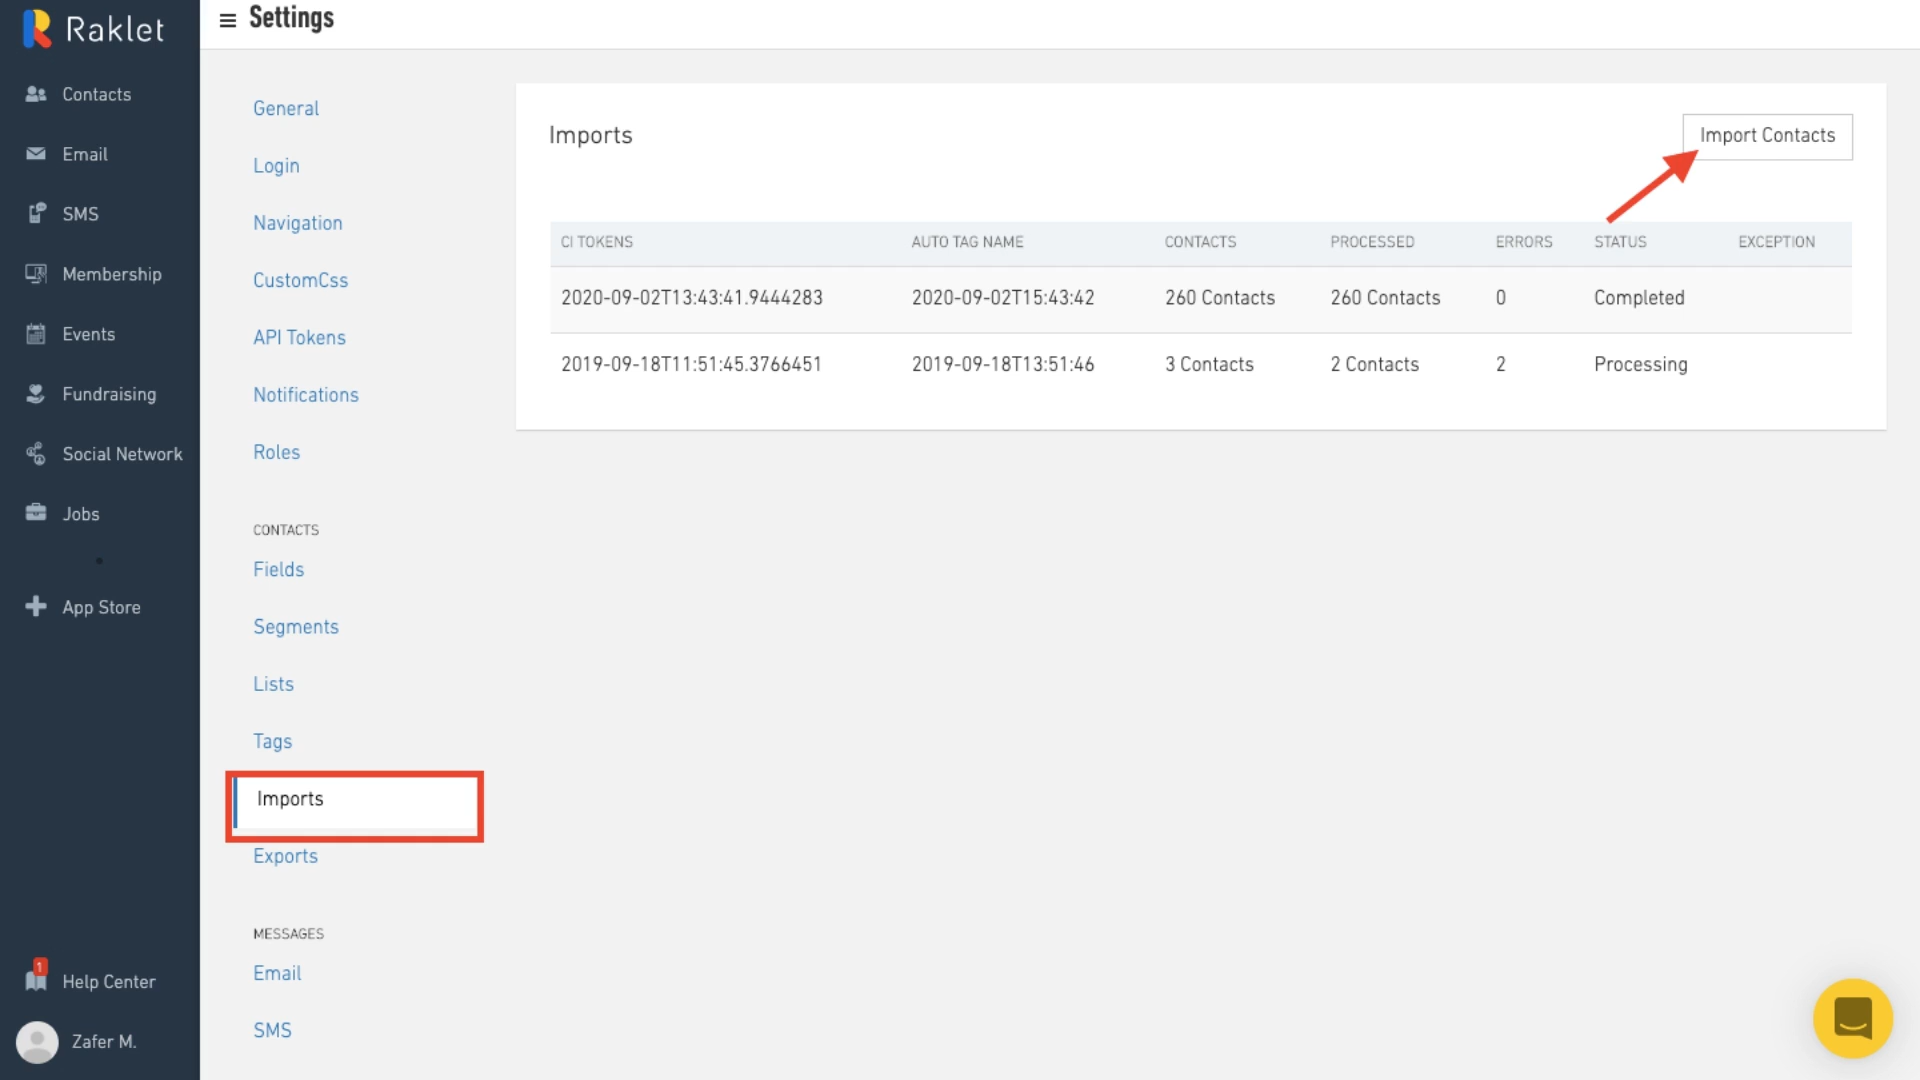 Raklet
Contacts
Email
SMS
Membership
Events
Fundraising
Social Network
Jobs
App Store
1
Help Center
Zafer M.
Settings
General
Login
Navigation
CustomCss
API Tokens
Notifications
Roles
CONTACTS
Fields
Segments
Lists
Tags
Imports
Exports
MESSAGES
Email
SMS
Imports
Import Contacts
CI TOKENS AUTO TAG NAME CONTACTS PROCESSED ERRORS STATUS EXCEPTION
2020-09-02T13:43:41.9444283 2020-09-02T15:43:42 260 Contacts 260 Contacts 0 Completed
2019-09-18T11:51:45.3766451 2019-09-18T13:51:46 3 Contacts 2 Contacts 2 Processing